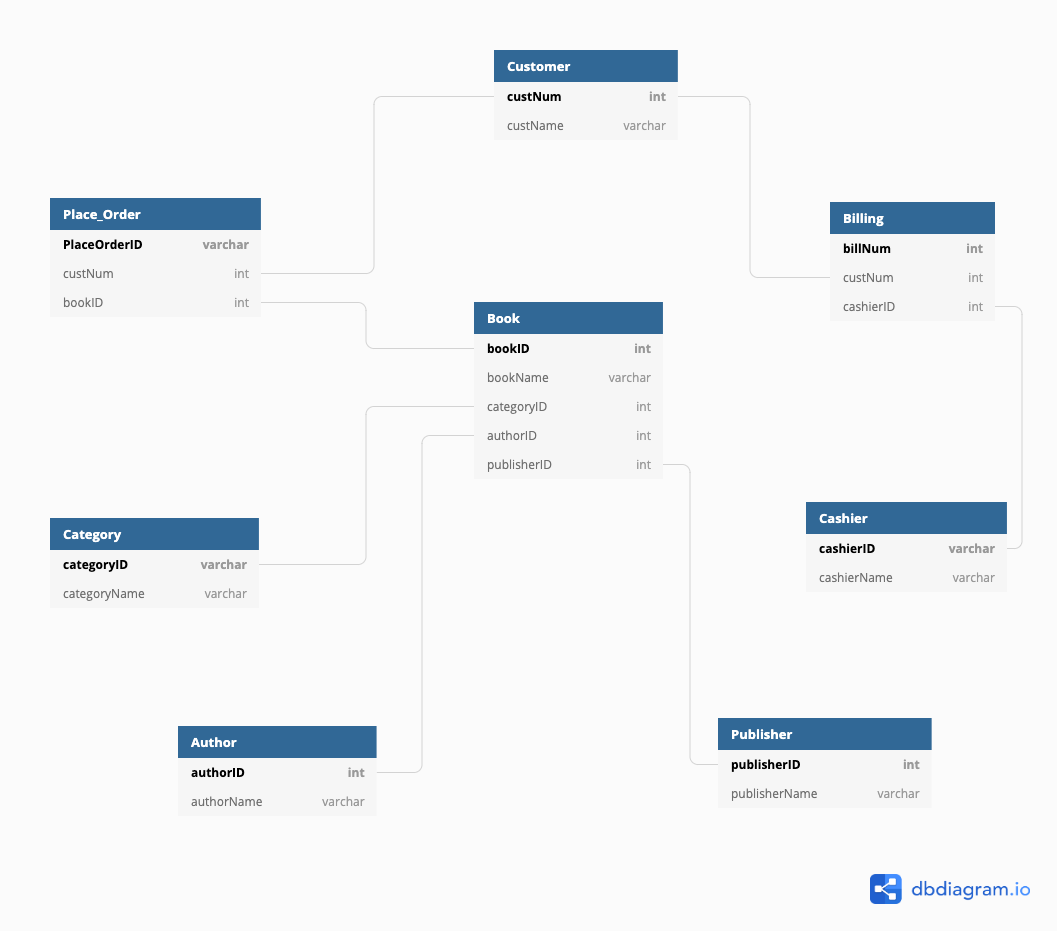 Customer
custNum int
custName varchar
Place_Order
PlaceOrderID varchar
custNum int
bookID int
Billing
billNum int
custNum int
cashierID int
Book
bookID int
bookName varchar
categoryID int
authorID int
publisherID int
Category
categoryID varchar
categoryName varchar
Cashier
cashierID varchar
cashierName varchar
Author
authorID int
authorName varchar
Publisher
publisherID int
publisherName varchar
dbdiagram.io